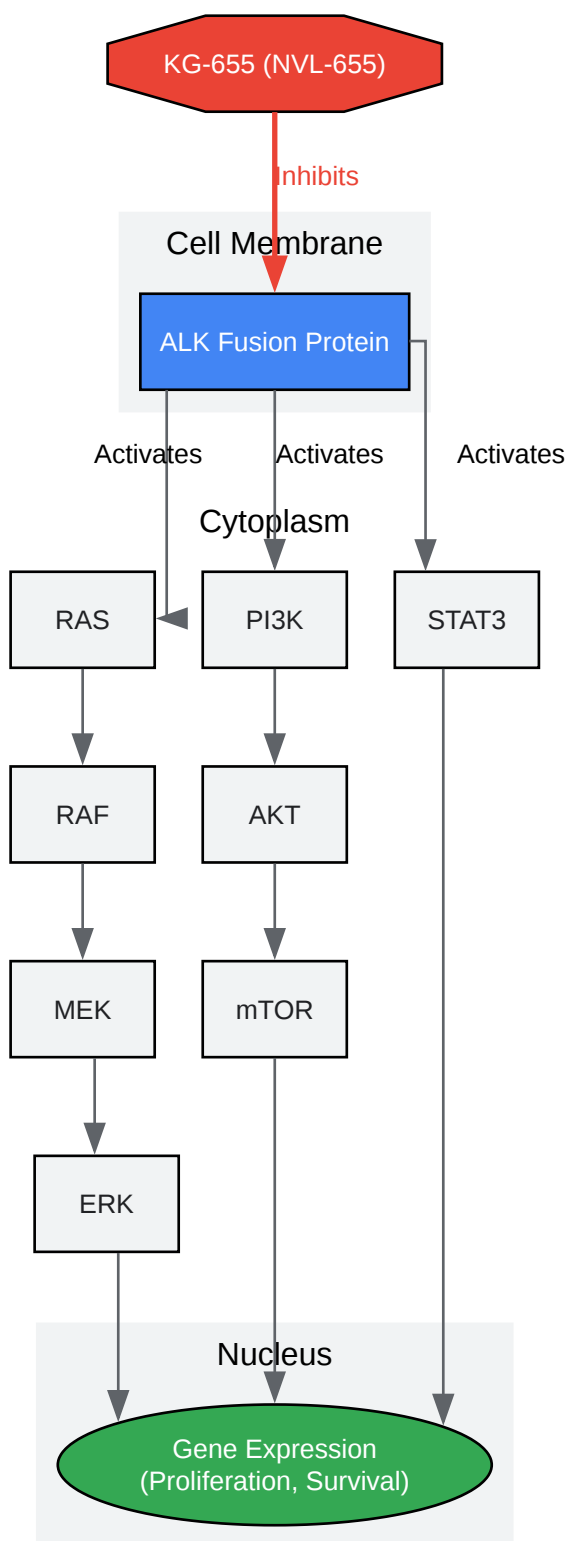 KG-655 (NVL-655)
Inhibits
Cell Membrane
ALK Fusion Protein
Activates
Activates
Activates
Cytoplasm
RAS
PI3K
STAT3
RAF
AKT
MEK
mTOR
ERK
Nucleus
Gene Expression
(Proliferation, Survival)